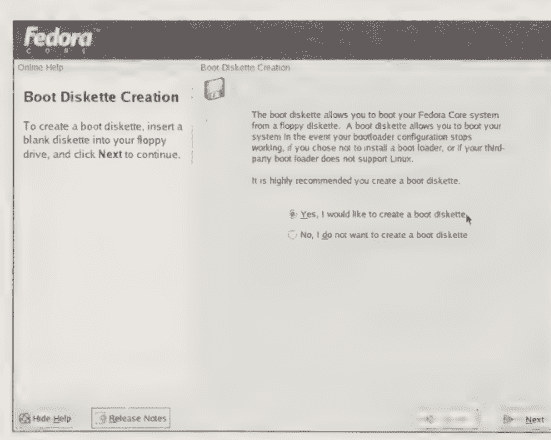 Fedora
CORE
Online Help
Boot Diskette Creation
Boot Diskette Creation
To create a boot diskette, insert a
blank diskette into your floppy
drive, and click Next to continue.
The boot diskette allows you to boot your Fedora Core system
from a floppy diskette. A boot diskette allows you to boot your
system in the event your bootloader configuration stops
working, if you chose not to install a boot loader, or if your third-
party boot loader does not support Linux.
It is highly recommended you create a boot diskette.
Yes, I would like to create a boot diskette
No, I do not want to create a boot diskette
Hide Help
Release Notes
Next